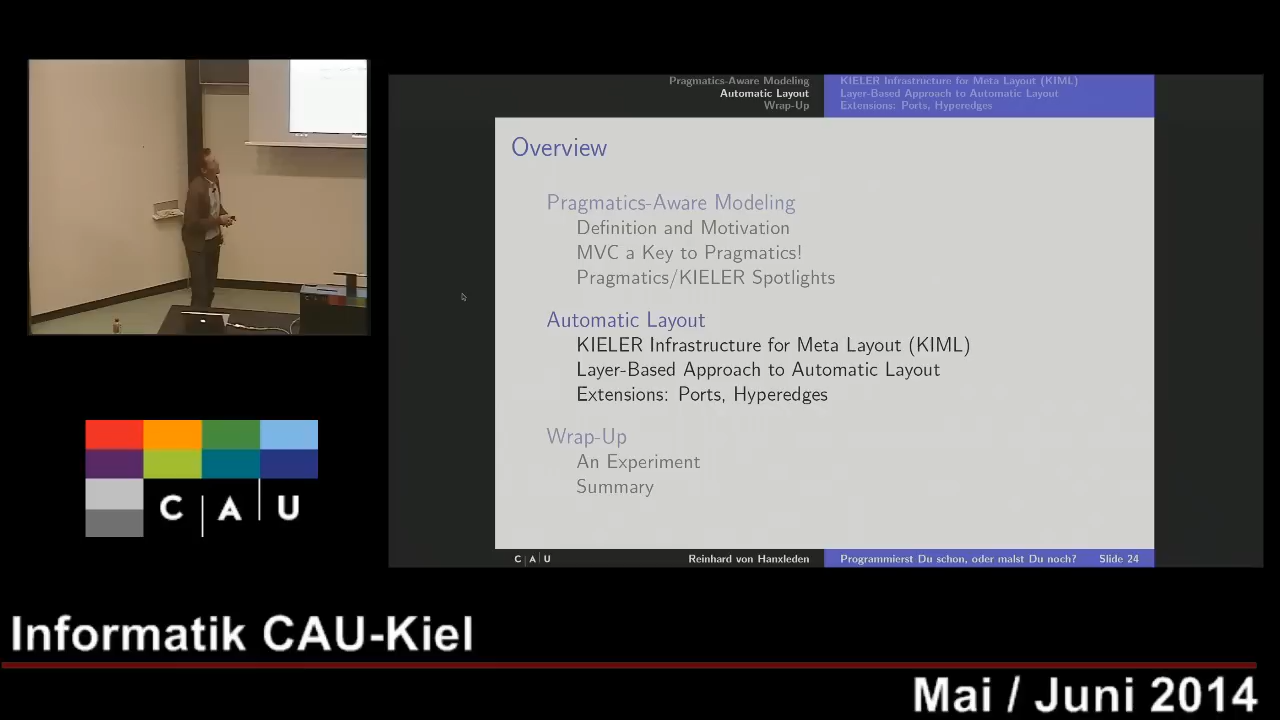 Pragmatics-Aware Modeling
Automatic Layout
Wrap-Up
KIELER Infrastructure for Meta Layout (KIML)
Layer-Based Approach to Automatic Layout
Extensions: Ports, Hyperedges
Overview
Pragmatics-Aware Modeling
Definition and Motivation
MVC a Key to Pragmatics!
Pragmatics/KIELER Spotlights
Automatic Layout
KIELER Infrastructure for Meta Layout (KIML)
Layer-Based Approach to Automatic Layout
Extensions: Ports, Hyperedges
Wrap-Up
An Experiment
Summary
C|A|U
Reinhard von Hanxleden
Programmierst Du schon, oder malst Du noch?
Slide 24
C|A|U
Informatik CAU-Kiel
Mai / Juni 2014